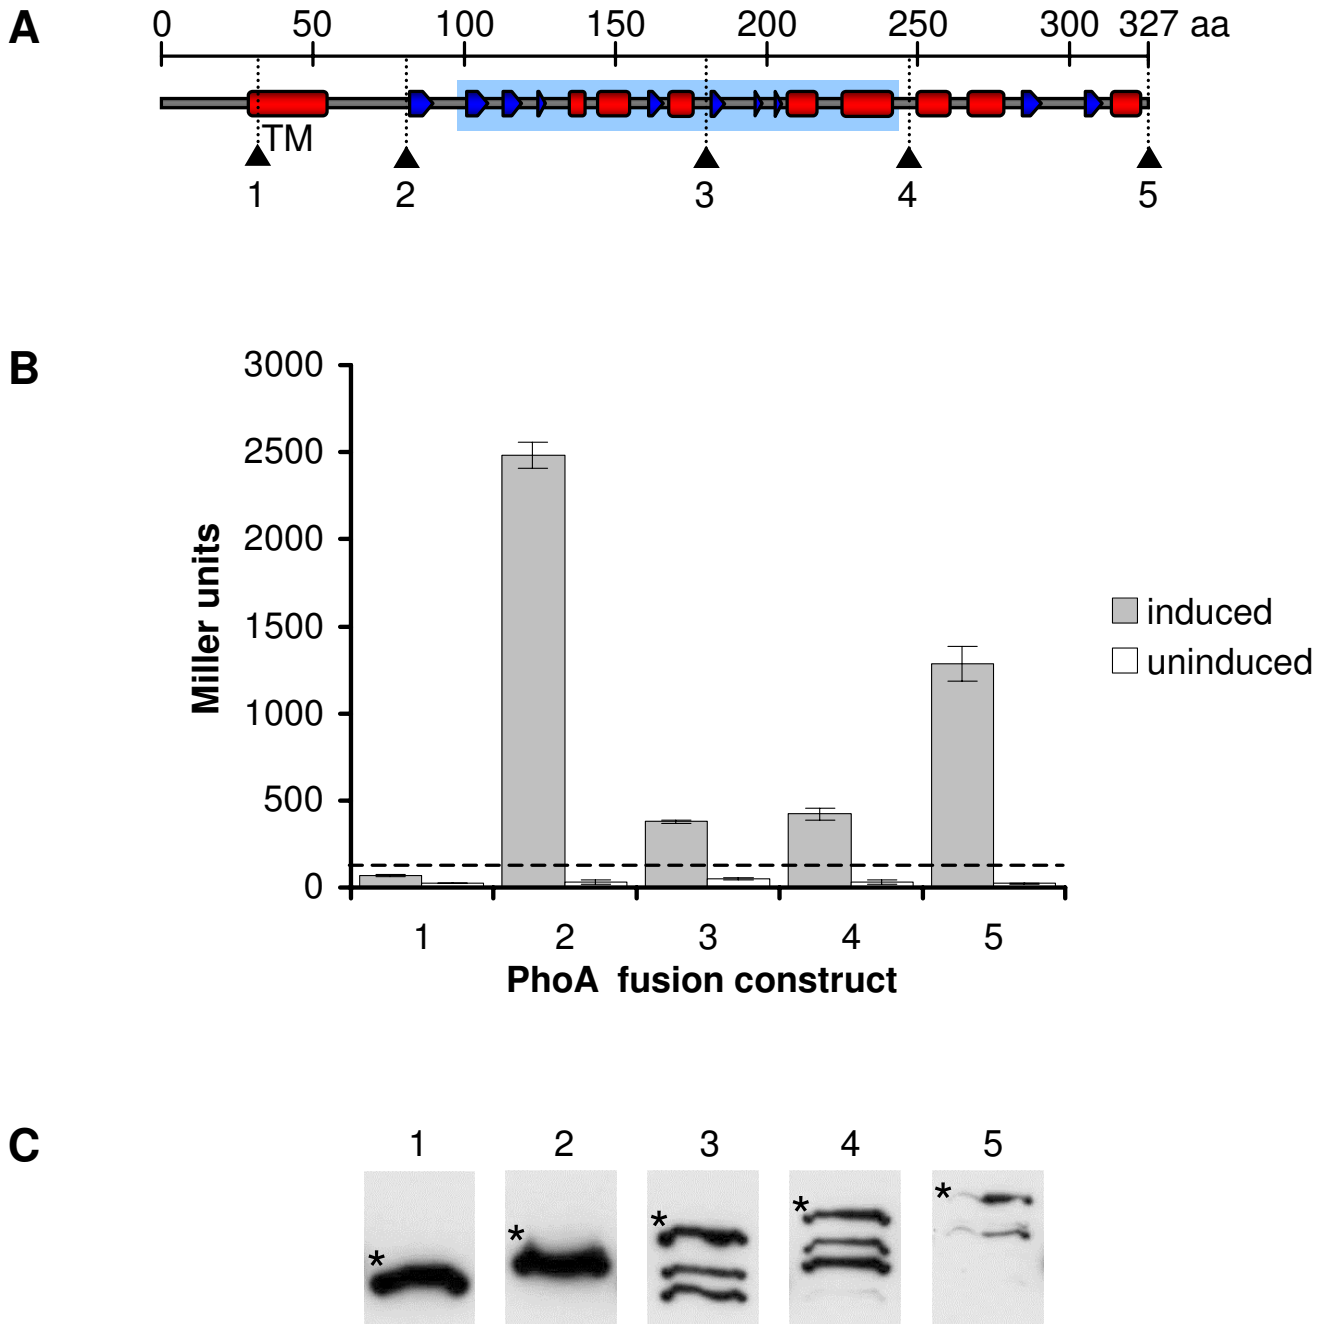 A
0 50 100 150 200 250 300 327 aa
TM
1 2 3 4 5
B
3000
2500
2000
1500
1000
500
0
Miller units
induced
uninduced
1 2 3 4 5
PhoA fusion construct
C
1 2 3 4 5
* * * * *